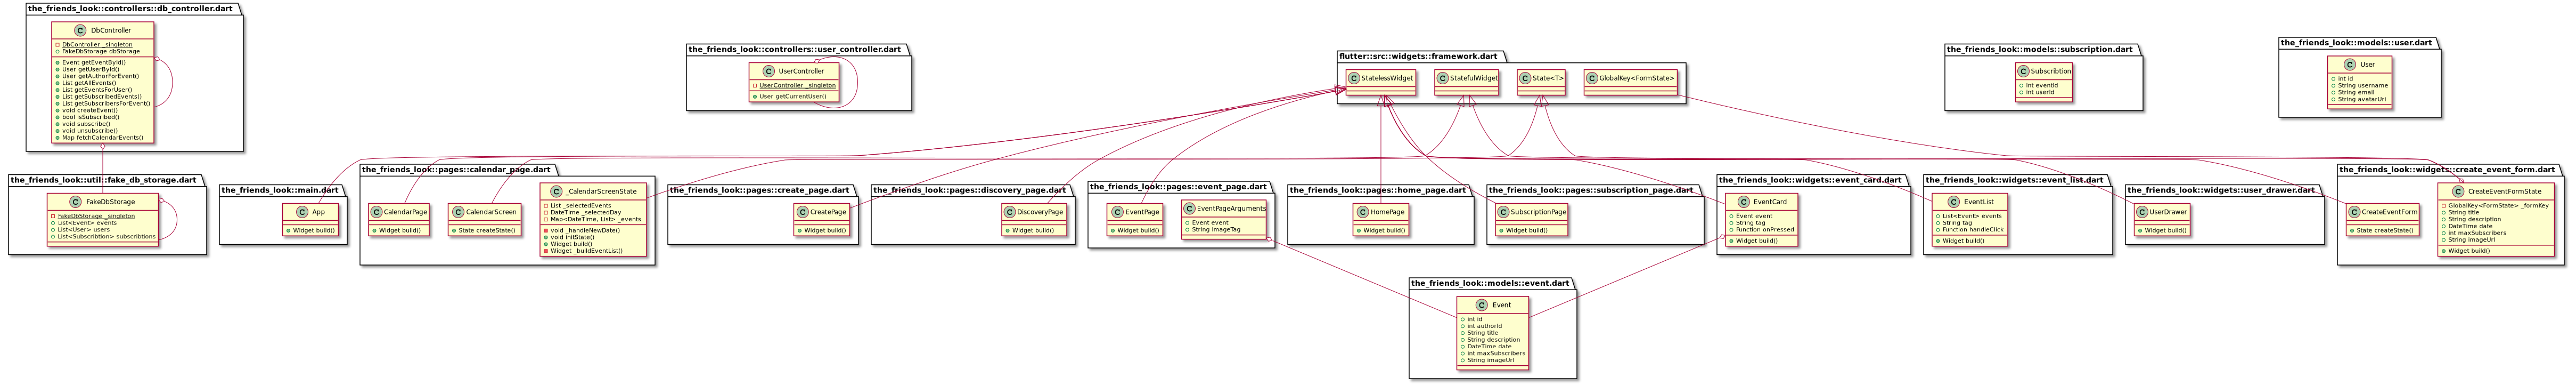 the_friends_look::controllers::db_controller.dart
C DbController
DbController _singleton
FakeDbStorage dbStorage
Event getEventById()
User getUserById()
User getAuthorForEvent()
List getAllEvents()
List getEventsForUser()
List getSubscribedEvents()
List getSubscribersForEvent()
void createEvent()
bool isSubscribed()
void subscribe()
void unsubscribe()
Map fetchCalendarEvents()
the_friends_look::controllers::user_controller.dart
C UserController
UserController _singleton
User getCurrentUser()
flutter::src::widgets::framework.dart
C StatelessWidget
C StatefulWidget
C State<T>
C GlobalKey<FormState>
the_friends_look::models::subscription.dart
C Subscribtion
int eventId
int userId
the_friends_look::models::user.dart
C User
int id
String username
String email
String avatarUrl
the_friends_look::util::fake_db_storage.dart
C FakeDbStorage
FakeDbStorage _singleton
List<Event> events
List<User> users
List<Subscribtion> subscribtions
the_friends_look::main.dart
C App
Widget build()
the_friends_look::pages::calendar_page.dart
C CalendarPage
Widget build()
C CalendarScreen
State createState()
C _CalendarScreenState
List _selectedEvents
DateTime _selectedDay
Map<DateTime, List> _events
void _handleNewDate()
void initState()
Widget build()
Widget _buildEventList()
the_friends_look::pages::create_page.dart
C CreatePage
Widget build()
the_friends_look::pages::discovery_page.dart
C DiscoveryPage
Widget build()
the_friends_look::pages::event_page.dart
C EventPage
Widget build()
C EventPageArguments
Event event
String imageTag
the_friends_look::pages::home_page.dart
C HomePage
Widget build()
the_friends_look::pages::subscription_page.dart
C SubscriptionPage
Widget build()
the_friends_look::widgets::event_card.dart
C EventCard
Event event
String tag
Function onPressed
Widget build()
the_friends_look::widgets::event_list.dart
C EventList
List<Event> events
String tag
Function handleClick
Widget build()
the_friends_look::widgets::user_drawer.dart
C UserDrawer
Widget build()
the_friends_look::widgets::create_event_form.dart
C CreateEventForm
State createState()
C CreateEventFormState
GlobalKey<FormState> _formKey
String title
String description
DateTime date
int maxSubscribers
String imageUrl
Widget build()
the_friends_look::models::event.dart
C Event
int id
int authorId
String title
String description
DateTime date
int maxSubscribers
String imageUrl